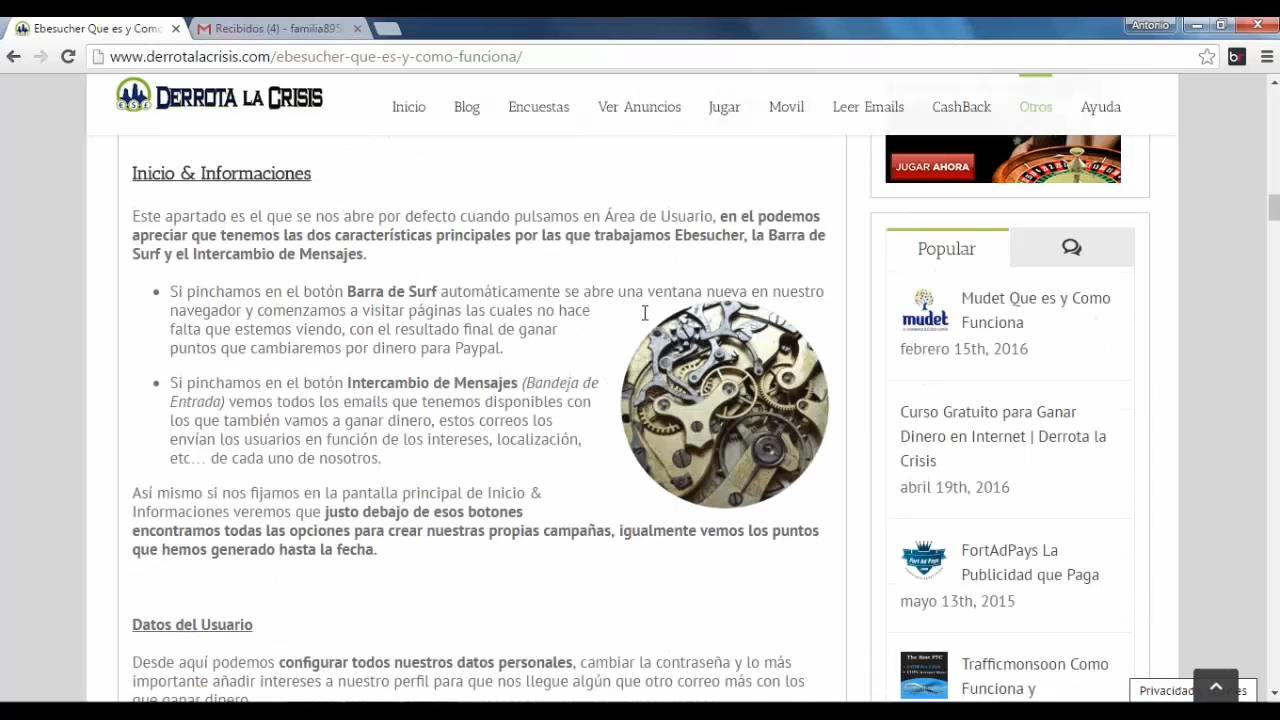 Ebesucher Que es y Como
Recibidos (4) - familia895
Antonio
www.derrotalacrisis.com/ebesucher-que-es-y-como-funciona/
DERROTA LA CRISIS
Inicio Blog Encuestas Ver Anuncios Jugar Movil Leer Emails CashBack Otros Ayuda
JUGAR AHORA
Inicio & Informaciones
Este apartado es el que se nos abre por defecto cuando pulsamos en Área de Usuario, en el podemos
apreciar que tenemos las dos características principales por las que trabajamos Ebesucher, la Barra de
Surf y el Intercambio de Mensajes.
Si pinchamos en el botón Barra de Surf automáticamente se abre una ventana nueva en nuestro
navegador y comenzamos a visitar páginas las cuales no hace
falta que estemos viendo, con el resultado final de ganar
puntos que cambiaremos por dinero para Paypal.
Si pinchamos en el botón Intercambio de Mensajes (Bandeja de
Entrada) vemos todos los emails que tenemos disponibles con
los que también vamos a ganar dinero, estos correos los
envían los usuarios en función de los intereses, localización,
etc… de cada uno de nosotros.
Así mismo si nos fijamos en la pantalla principal de Inicio &
Informaciones veremos que justo debajo de esos botones
encontramos todas las opciones para crear nuestras propias campañas, igualmente vemos los puntos
que hemos generado hasta la fecha.
Datos del Usuario
Desde aquí podemos configurar todos nuestros datos personales, cambiar la contraseña y lo más
importante poner intereses a nuestro perfil para que nos llegue algún que otro correo más con los
que ganar dinero
Popular
mudet
Mudet Que es y Como
Funciona
febrero 15th, 2016
Curso Gratuito para Ganar
Dinero en Internet | Derrota la
Crisis
abril 19th, 2016
FortAdPays La
Publicidad que Paga
mayo 13th, 2015
Trafficmonsoon Como
Funciona y